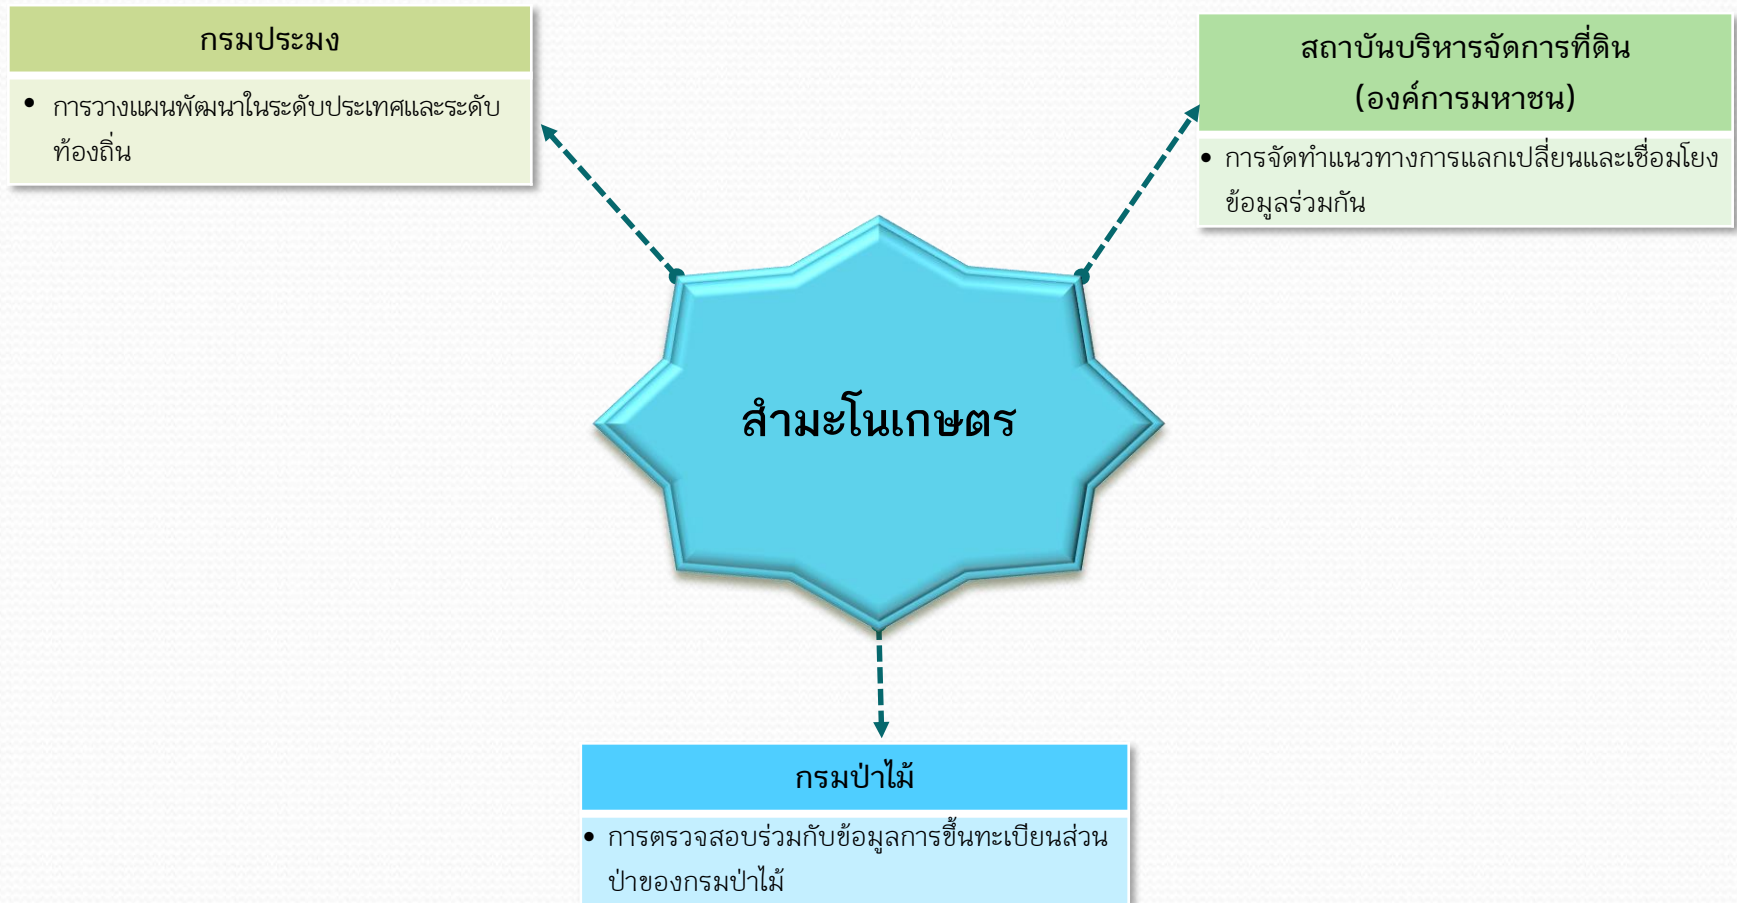 กรมประมง
• การวางแผนพัฒนาในระดับประเทศและระดับ
ท้องถิ่น
สถาบันบริหารจัดการที่ดิน
(องค์การมหาชน)
• การจัดทำแนวทางการแลกเปลี่ยนและเชื่อมโยง
ข้อมูลร่วมกัน
สำมะโนเกษตร
กรมป่าไม้
• การตรวจสอบร่วมกับข้อมูลการขึ้นทะเบียนส่วน
ป่าของกรมป่าไม้